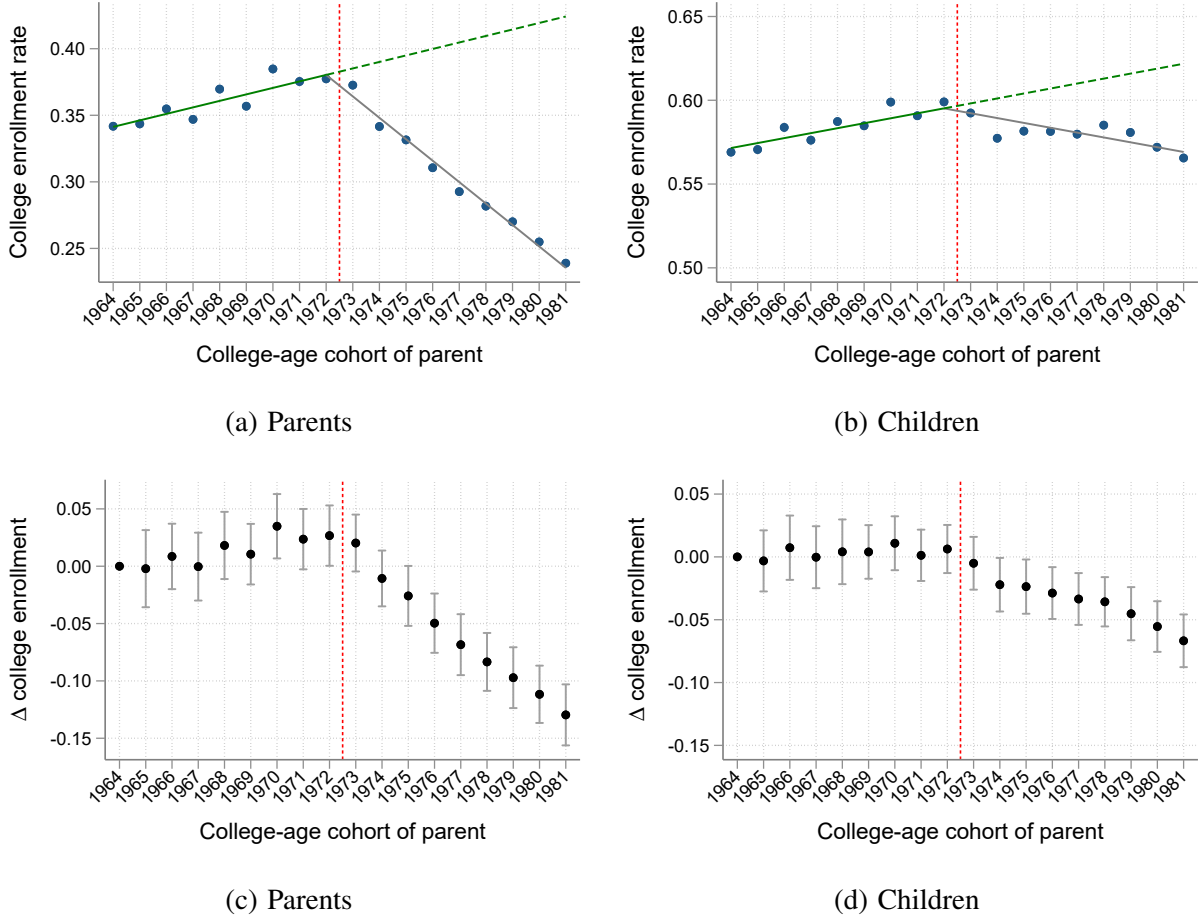 College enrollment rate
0.40
0.35
0.30
0.25
1964 1965 1966 1967 1968 1969 1970 1971 1972 1973 1974 1975 1976 1977 1978 1979 1980 1981
College-age cohort of parent
(a) Parents
College enrollment rate
0.65
0.60
0.55
0.50
1964 1965 1966 1967 1968 1969 1970 1971 1972 1973 1974 1975 1976 1977 1978 1979 1980 1981
College-age cohort of parent
(b) Children
Δ college enrollment
0.05
0.00
-0.05
-0.10
-0.15
1964 1965 1966 1967 1968 1969 1970 1971 1972 1973 1974 1975 1976 1977 1978 1979 1980 1981
College-age cohort of parent
(c) Parents
Δ college enrollment
0.05
0.00
-0.05
-0.10
-0.15
1964 1965 1966 1967 1968 1969 1970 1971 1972 1973 1974 1975 1976 1977 1978 1979 1980 1981
College-age cohort of parent
(d) Children